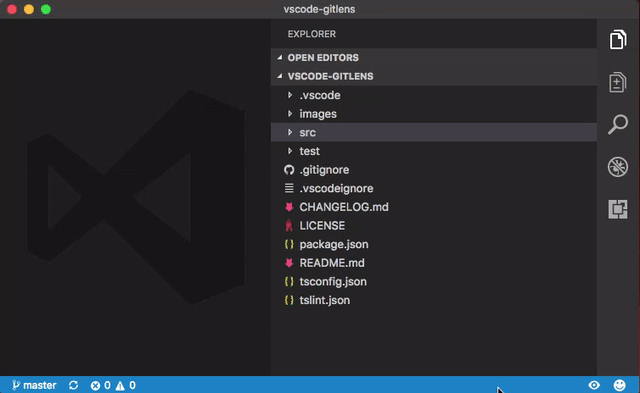 vscode-gitlens
EXPLORER
OPEN EDITORS
VSCODE-GITLENS
.vscode
images
src
test
.gitignore
.vscodeignore
CHANGELOG.md
LICENSE
package.json
README.md
tsconfig.json
tslint.json
master 0 0